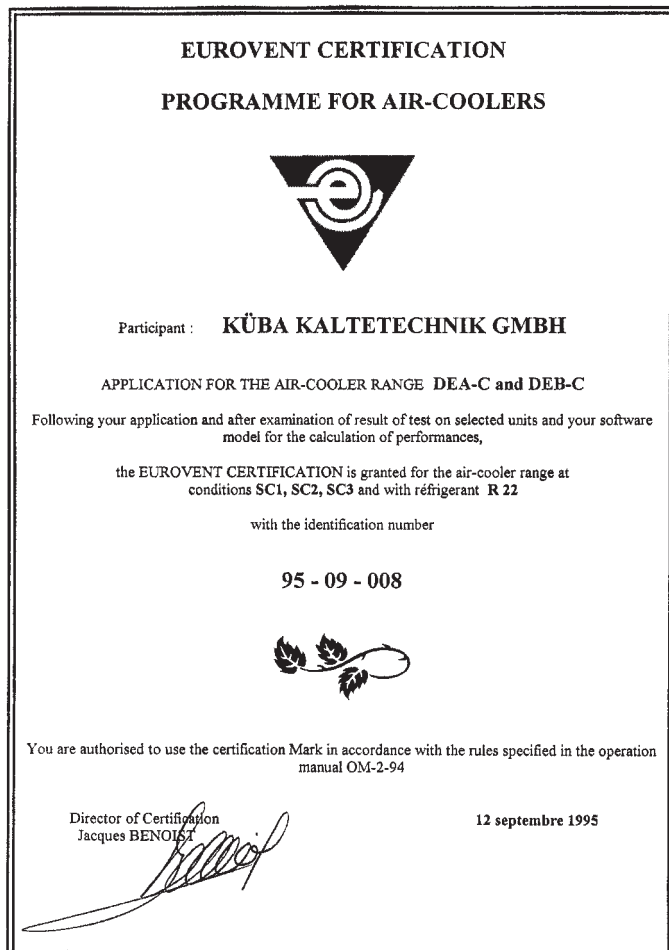 EUROVENT CERTIFICATION
PROGRAMME FOR AIR-COOLERS
e
Participant : KÜBA KALTETECHNIK GMBH
APPLICATION FOR THE AIR-COOLER RANGE DEA-C and DEB-C
Following your application and after examination of result of test on selected units and your software
model for the calculation of performances,
the EUROVENT CERTIFICATION is granted for the air-cooler range at
conditions SC1, SC2, SC3 and with réfrigerant R 22
with the identification number
95 - 09 - 008
You are authorised to use the certification Mark in accordance with the rules specified in the operation
manual OM-2-94
Director of Certification
Jacques BENOIST
12 septembre 1995